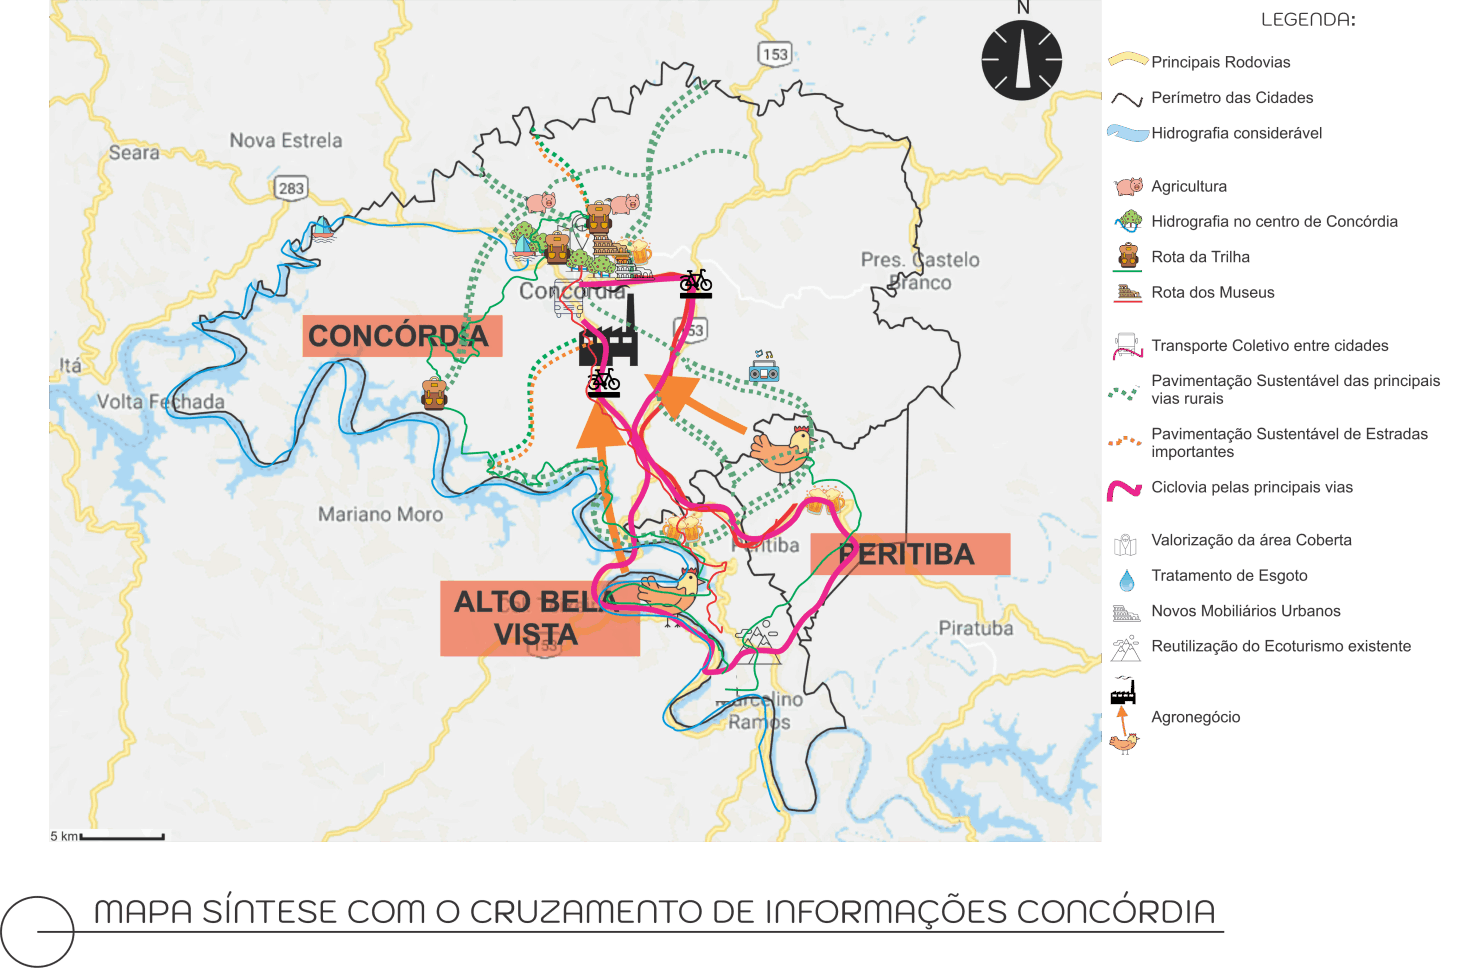 N
153
Nova Estrela
Seara
283
Pres. Castelo
Branco
Concórdia
CONCÓRDIA
53
Itá
Volta Fechada
Mariano Moro
Peritiba
PERITIBA
ALTO BELA
VISTA
153
Piratuba
Marcelino
Ramos
5 km
LEGENDA:
Principais Rodovias
Perímetro das Cidades
Hidrografia considerável
Agricultura
Hidrografia no centro de Concórdia
Rota da Trilha
Rota dos Museus
Transporte Coletivo entre cidades
Pavimentação Sustentável das principais
vias rurais
Pavimentação Sustentável de Estradas
importantes
Ciclovia pelas principais vias
Valorização da área Coberta
Tratamento de Esgoto
Novos Mobiliários Urbanos
Reutilização do Ecoturismo existente
Agronegócio
MAPA SÍNTESE COM O CRUZAMENTO DE INFORMAÇÕES CONCÓRDIA